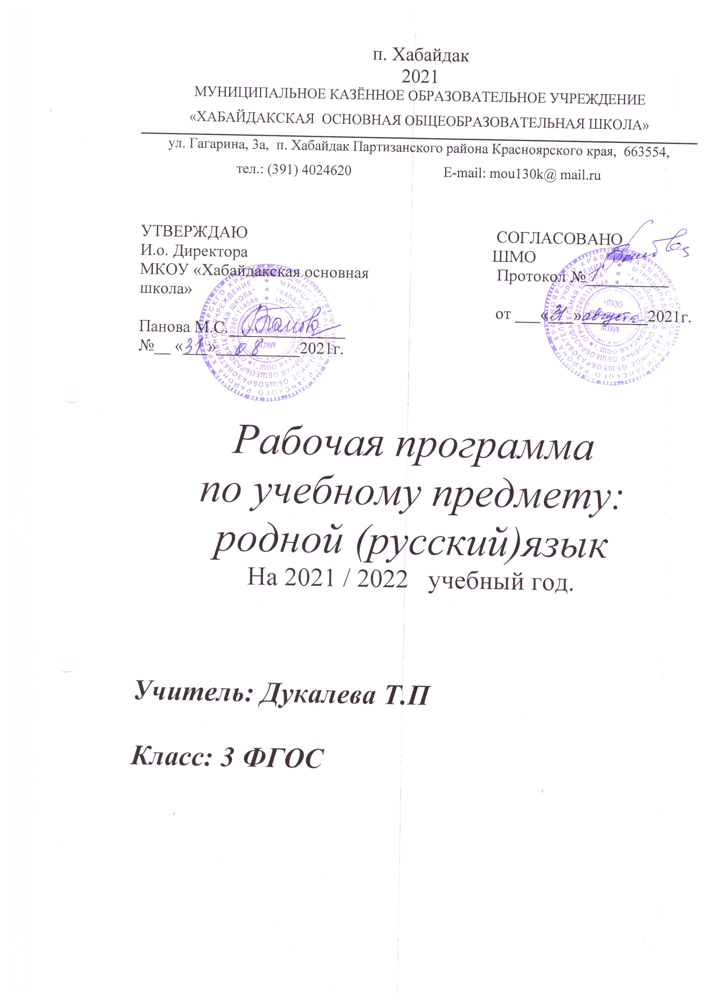 п. Хабайдак
2021
МУНИЦИПАЛЬНОЕ КАЗЁННОЕ ОБРАЗОВАТЕЛЬНОЕ УЧРЕЖДЕНИЕ
«ХАБАЙДАКСКАЯ ОСНОВНАЯ ОБЩЕОБРАЗОВАТЕЛЬНАЯ ШКОЛА»
ул. Гагарина, 3а, п. Хабайдак Партизанского района Красноярского края, 663554,
тел.: (391) 4024620 E-mail: mou130k@ mail.ru
УТВЕРЖДАЮ
И.о. Директора
МКОУ «Хабайдакская основная
школа»
Панова М.С.
№__ «31» 08 2021г.
СОГЛАСОВАНО
ШМО
Протокол № 1
от ___ «31» августа 2021г.
Рабочая программа
по учебному предмету:
родной (русский)язык
На 2021 / 2022 учебный год.
Учитель: Дукалева Т.П
Класс: 3 ФГОС